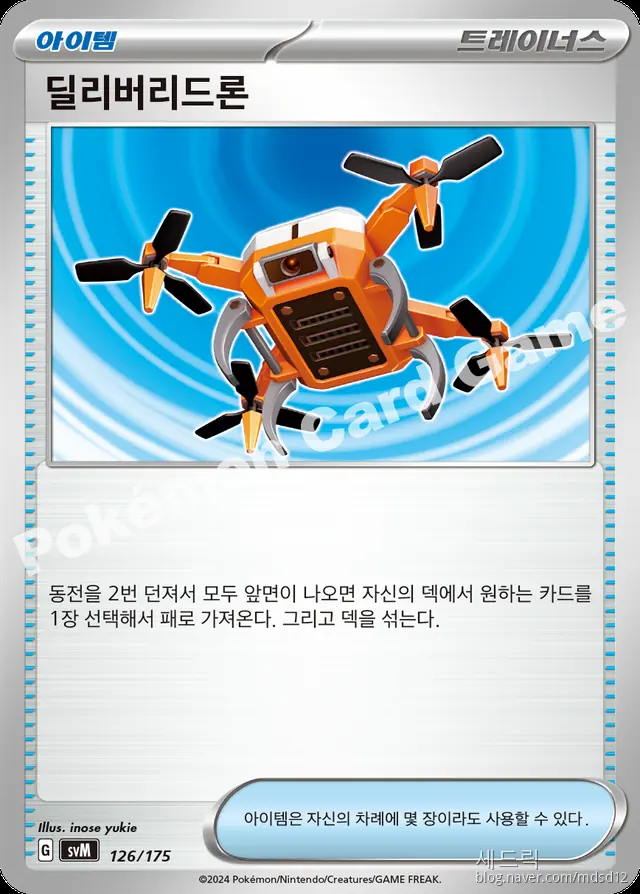 아이템
트레이너스
딜리버리드론
Pokémon Card Game
동전을 2번 던져서 모두 앞면이 나오면 자신의 덱에서 원하는 카드를
1장 선택해서 패로 가져온다. 그리고 덱을 섞는다.
Illus. inose yukie
아이템은 자신의 차례에 몇 장이라도 사용할 수 있다.
G svM 126/175
세드릭
blog.naver.com/mdsd12
©2024 Pokémon/Nintendo/Creatures/GAME FREAK.